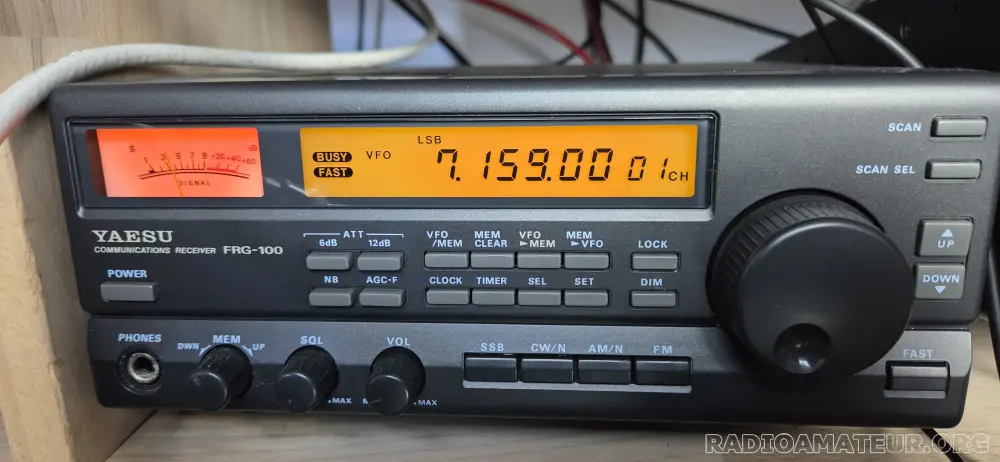 SCAN
SCAN SEL
S dB
1 3 5 7 9 +20 +40 +60
SIGNAL
BUSY
FAST
VFO
LSB
7.159.00 01 CH
YAESU
COMMUNICATIONS RECEIVER FRG-100
POWER
ATT
6dB 12dB
NB AGC-F
VFO /MEM
MEM CLEAR
VFO ►MEM
MEM ►VFO
LOCK
CLOCK TIMER SEL SET DIM
▲ UP
DOWN ▼
PHONES
DWN MEM UP
SQL
MAX
VOL
MAX
SSB CW/N AM/N FM
FAST
RADIOAMATEUR.ORG